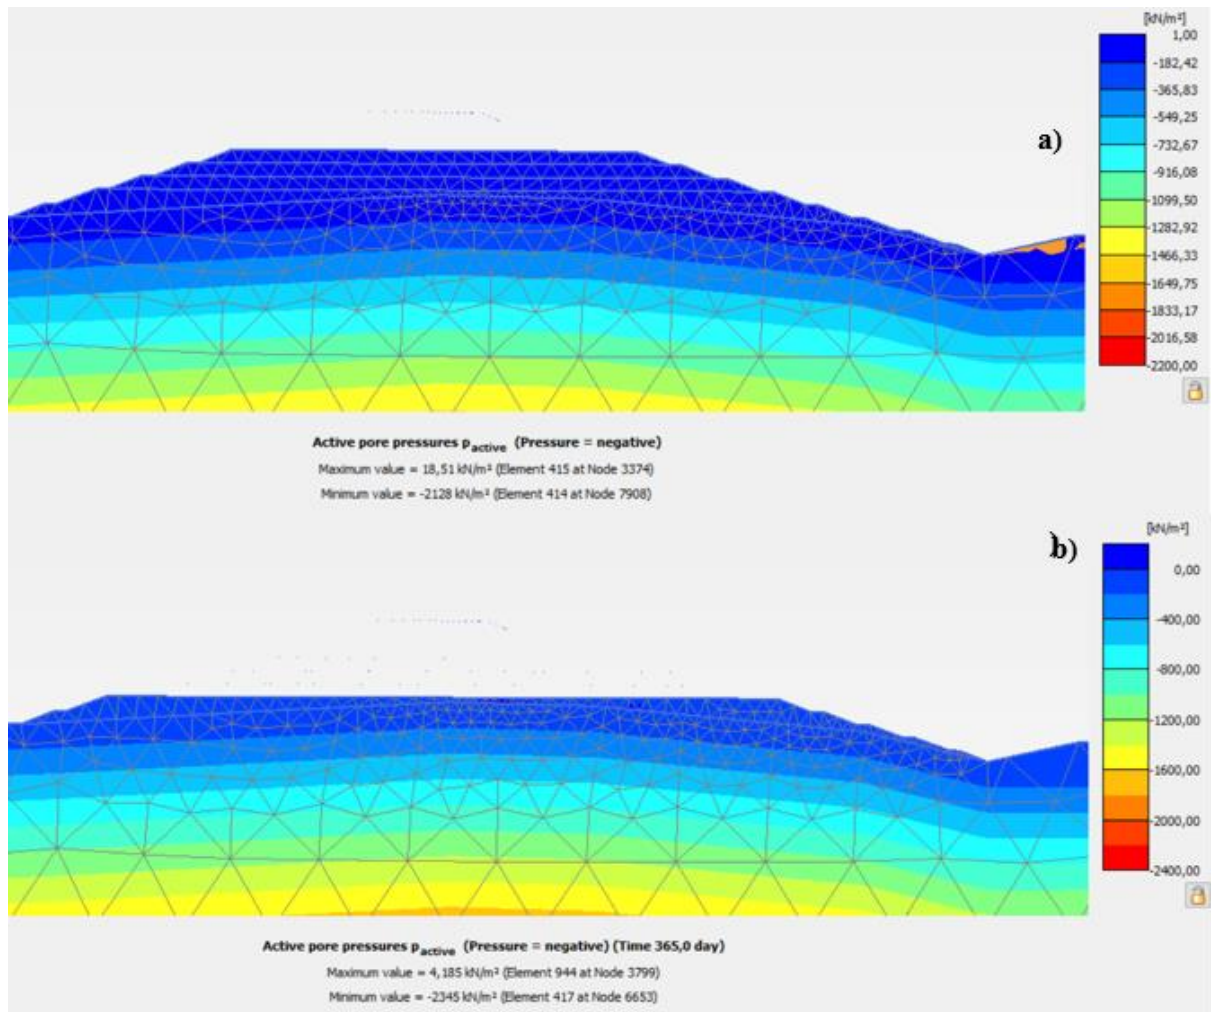 [kN/m²]
1,00
-182,42
-365,83
-549,25
-732,67
-916,08
-1099,50
-1282,92
-1466,33
-1649,75
-1833,17
-2016,58
-2200,00
a)
Active pore pressures p active (Pressure = negative)
Maximum value = 18,51 kN/m² (Element 415 at Node 3374)
Minimum value = -2128 kN/m² (Element 414 at Node 7908)
[kN/m²]
b)
0,00
-400,00
-800,00
-1200,00
-1600,00
-2000,00
-2400,00
Active pore pressures p active (Pressure = negative) (Time 365,0 day)
Maximum value = 4,185 kN/m² (Element 944 at Node 3799)
Minimum value = -2345 kN/m² (Element 417 at Node 6653)